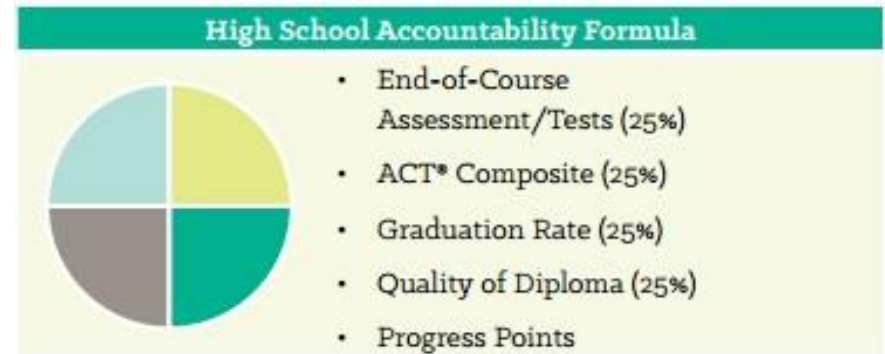 High School Accountability Formula
• End-of-Course
Assessment/Tests (25%)
• ACT® Composite (25%)
• Graduation Rate (25%)
• Quality of Diploma (25%)
• Progress Points